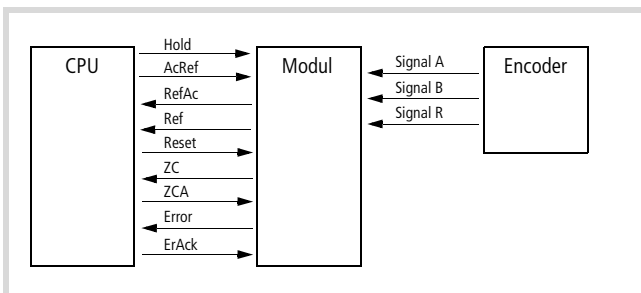 CPU
Hold
AcRef
RefAc
Ref
Reset
ZC
ZCA
Error
ErAck
Modul
Signal A
Signal B
Signal R
Encoder